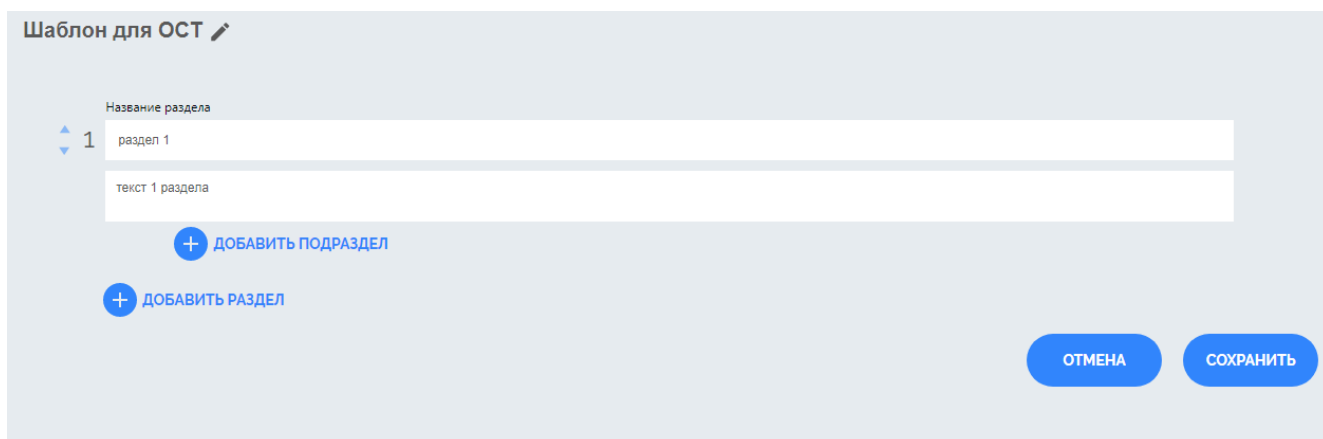 Шаблон для ОСТ
Название раздела
1 раздел 1
текст 1 раздела
ДОБАВИТЬ ПОДРАЗДЕЛ
ДОБАВИТЬ РАЗДЕЛ
ОТМЕНА СОХРАНИТЬ